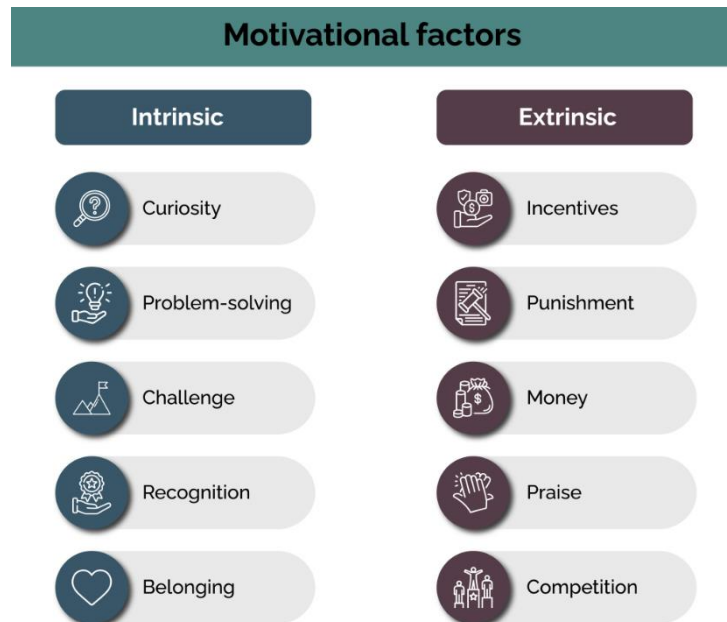 Motivational factors
Intrinsic
Curiosity
Problem-solving
Challenge
Recognition
Belonging
Extrinsic
Incentives
Punishment
Money
Praise
Competition